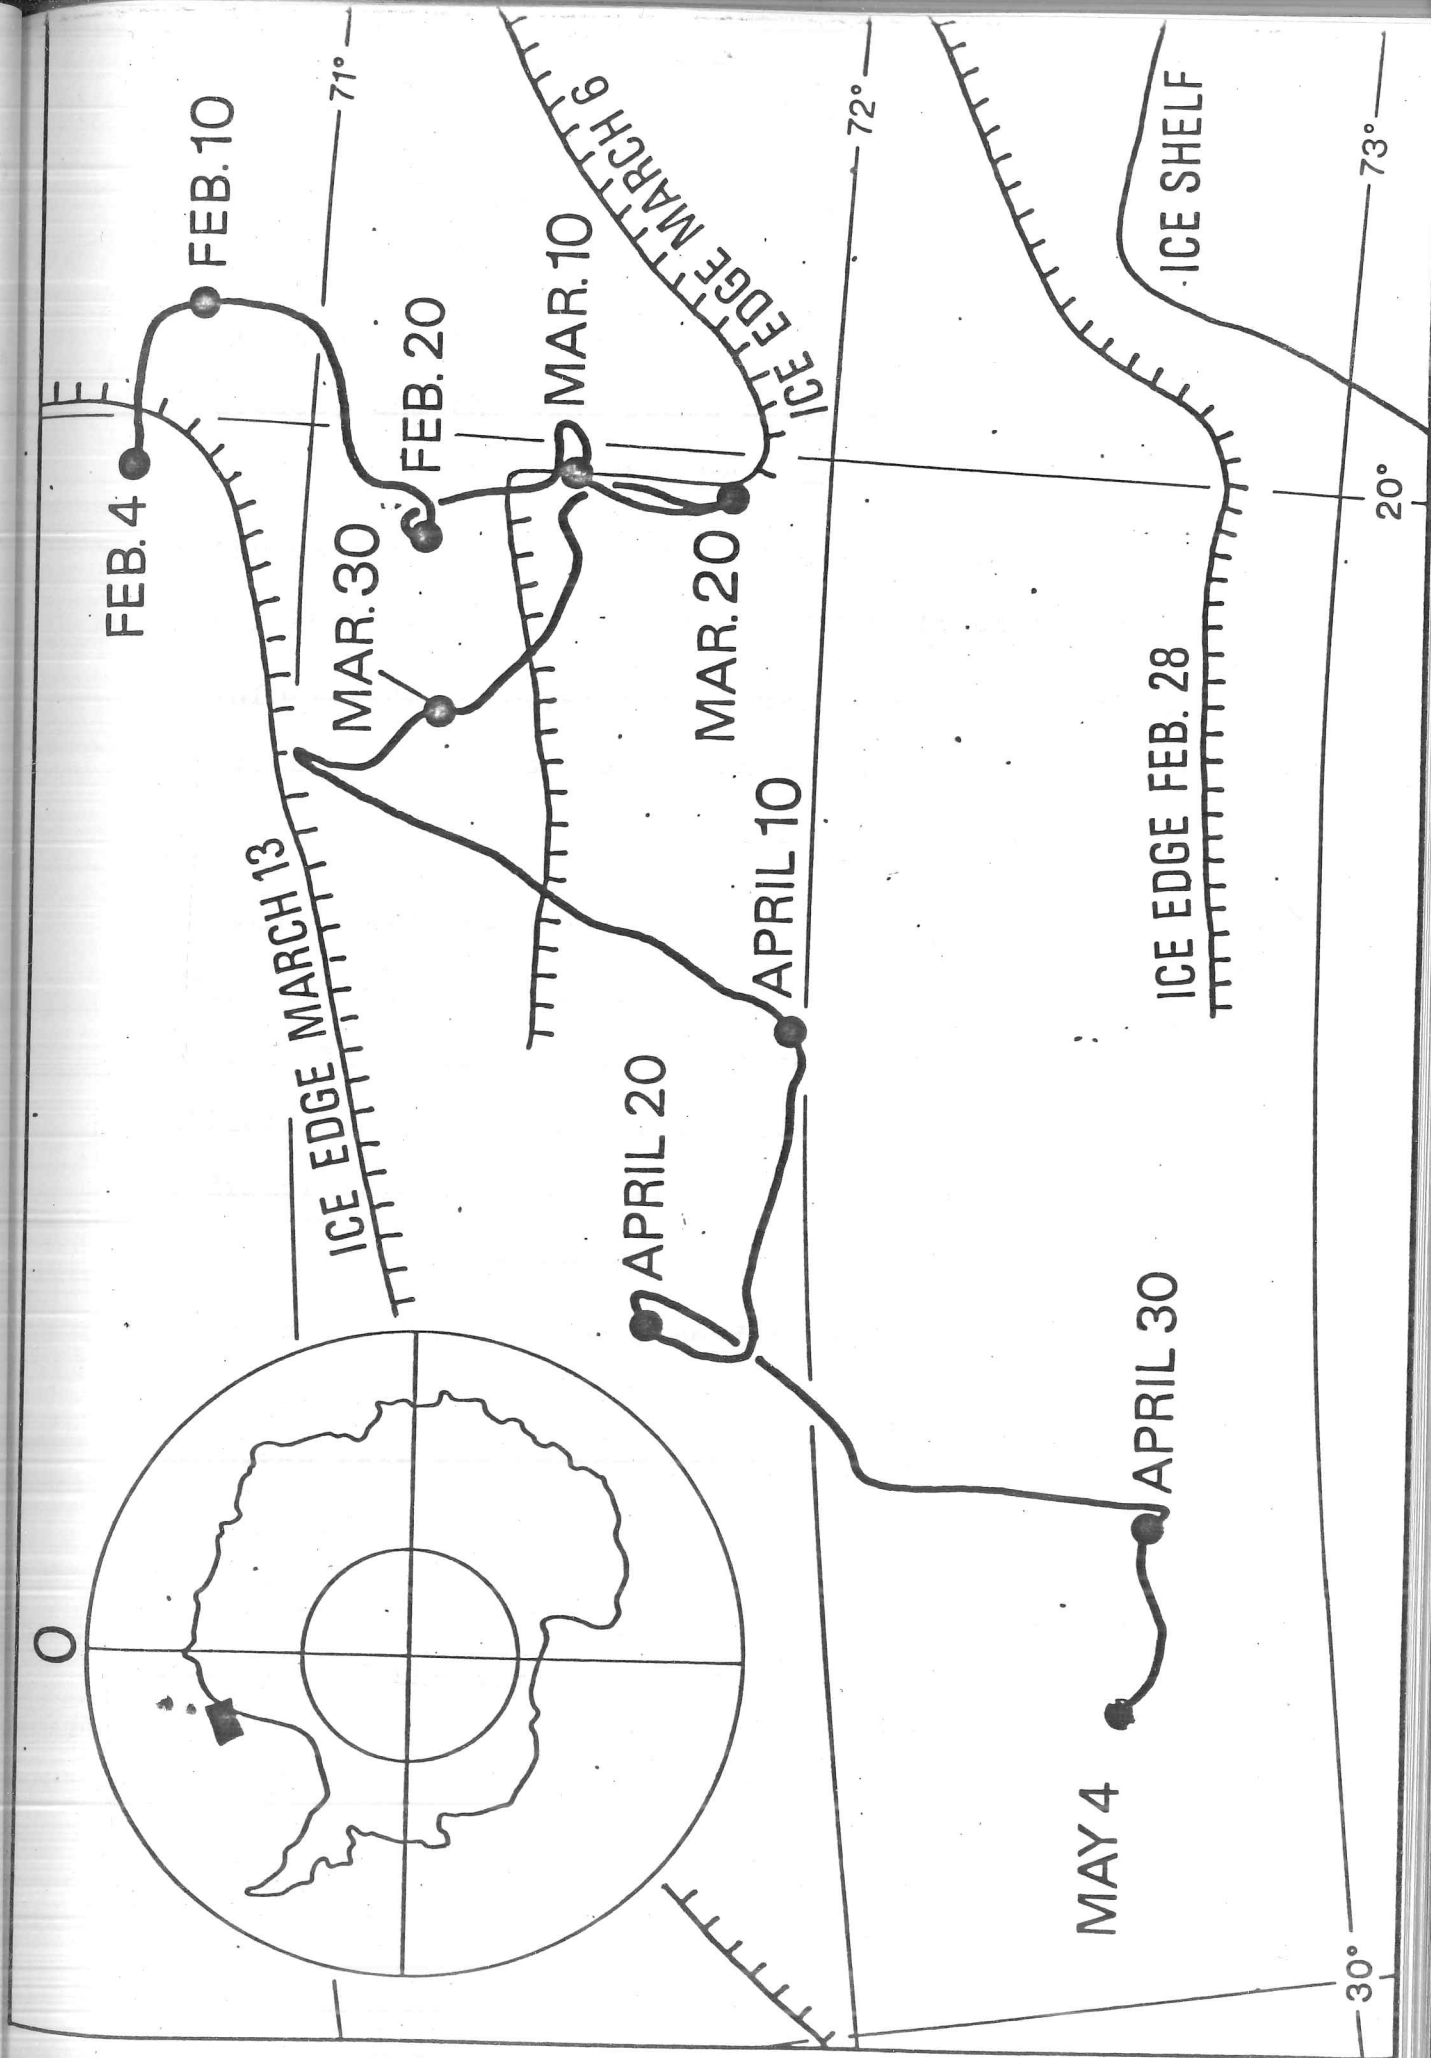 0
FEB. 4
FEB. 10
71°
FEB. 20
MAR. 30
MAR. 10
ICE EDGE MARCH 6
ICE EDGE MARCH 13
MAR. 20
72°
APRIL 10
APRIL 20
ICE SHELF
ICE EDGE FEB. 28
APRIL 30
MAY 4
73°
20°
30°